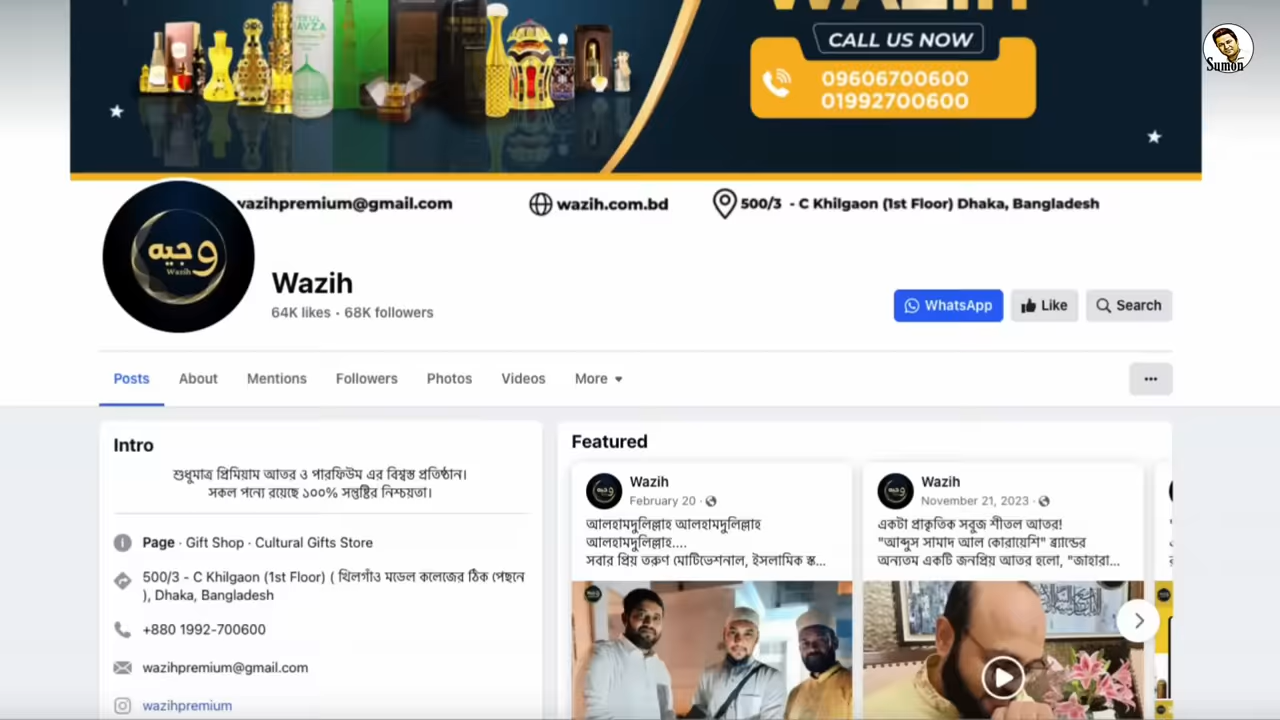 CALL US NOW
09606700600
01992700600
Sumon
wazihpremium@gmail.com
wazih.com.bd
500/3 - C Khilgaon (1st Floor) Dhaka, Bangladesh
وجيه
Wazih
Wazih
64K likes • 68K followers
WhatsApp
Like
Search
Posts
About
Mentions
Followers
Photos
Videos
More
Intro
শুধুমাত্র প্রিমিয়াম আতর ও পারফিউম এর বিশ্বস্ত প্রতিষ্ঠান।
সকল পন্যে রয়েছে ১০০% সন্তুষ্টির নিশ্চয়তা।
Page · Gift Shop · Cultural Gifts Store
500/3 - C Khilgaon (1st Floor) ( খিলগাঁও মডেল কলেজের ঠিক পেছনে
), Dhaka, Bangladesh
+880 1992-700600
wazihpremium@gmail.com
wazihpremium
Featured
Wazih
February 20 ·
আলহামদুলিল্লাহ আলহামদুলিল্লাহ
আলহামদুলিল্লাহ....
সবার প্রিয় তরুণ মোটিভেশনাল, ইসলামিক স্ক...
Wazih
November 21, 2023 ·
একটা প্রাকৃতিক সবুজ শীতল আতর!
"আব্দুস সামাদ আল কোরায়েশি" ব্র্যান্ডের
অন্যতম একটি জনপ্রিয় আতর হলো, "জাহারা...